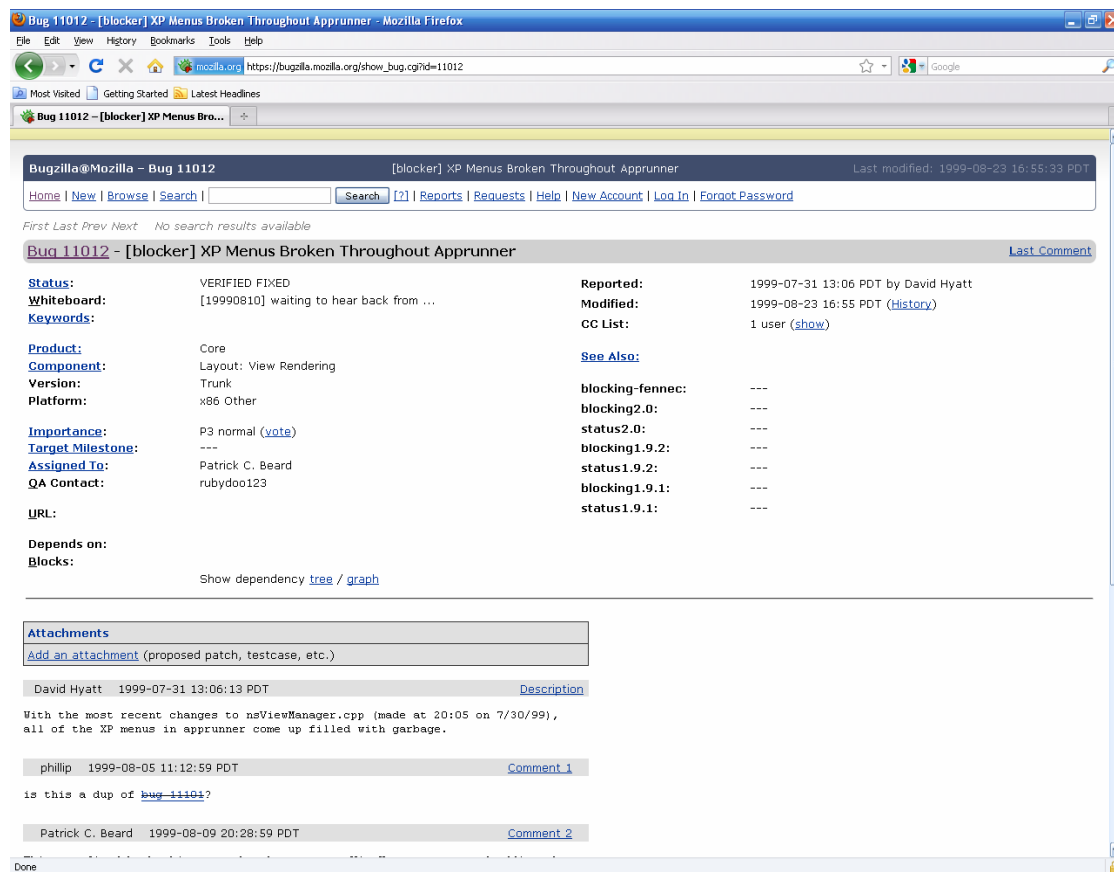 Bug 11012 - [blocker] XP Menus Broken Throughout Apprunner - Mozilla Firefox
File Edit View History Bookmarks Tools Help
mozilla.org https://bugzilla.mozilla.org/show_bug.cgi?id=11012 Google
Most Visited Getting Started Latest Headlines
Bug 11012 – [blocker] XP Menus Bro...
Bugzilla@Mozilla – Bug 11012 [blocker] XP Menus Broken Throughout Apprunner Last modified: 1999-08-23 16:55:33 PDT
Home | New | Browse | Search | Search [?] | Reports | Requests | Help | New Account | Log In | Forgot Password
First Last Prev Next No search results available
Bug 11012 - [blocker] XP Menus Broken Throughout Apprunner Last Comment
Status: VERIFIED FIXED
Whiteboard: [19990810] waiting to hear back from ...
Keywords:
Product: Core
Component: Layout: View Rendering
Version: Trunk
Platform: x86 Other
Importance: P3 normal (vote)
Target Milestone: ---
Assigned To: Patrick C. Beard
QA Contact: rubydoo123
URL:
Depends on:
Blocks:
Show dependency tree / graph
Reported: 1999-07-31 13:06 PDT by David Hyatt
Modified: 1999-08-23 16:55 PDT (History)
CC List: 1 user (show)
See Also:
blocking-fennec: ---
blocking2.0: ---
status2.0: ---
blocking1.9.2: ---
status1.9.2: ---
blocking1.9.1: ---
status1.9.1: ---
Attachments
Add an attachment (proposed patch, testcase, etc.)
David Hyatt 1999-07-31 13:06:13 PDT Description
With the most recent changes to nsViewManager.cpp (made at 20:05 on 7/30/99),
all of the XP menus in apprunner come up filled with garbage.
phillip 1999-08-05 11:12:59 PDT Comment 1
is this a dup of bug 11101?
Patrick C. Beard 1999-08-09 20:28:59 PDT Comment 2
Done